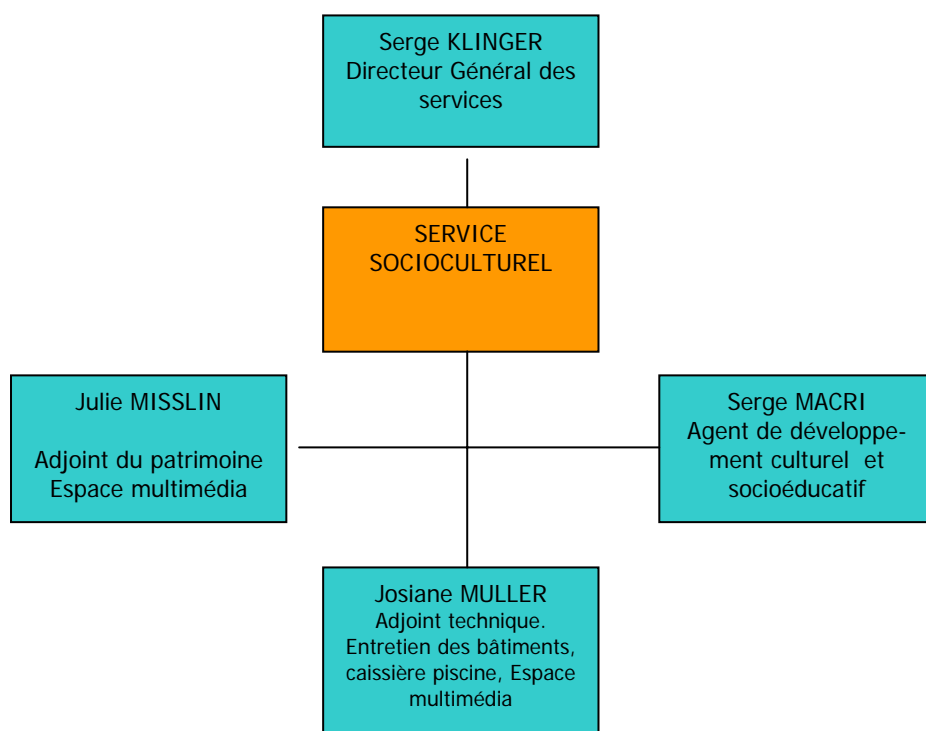 Serge KLINGER
Directeur Général des
services
SERVICE
SOCIOCULTUREL
Julie MISSLIN
Adjoint du patrimoine
Espace multimédia
Serge MACRI
Agent de développe-
ment culturel et
socioéducatif
Josiane MULLER
Adjoint technique.
Entretien des bâtiments,
caissière piscine, Espace
multimédia